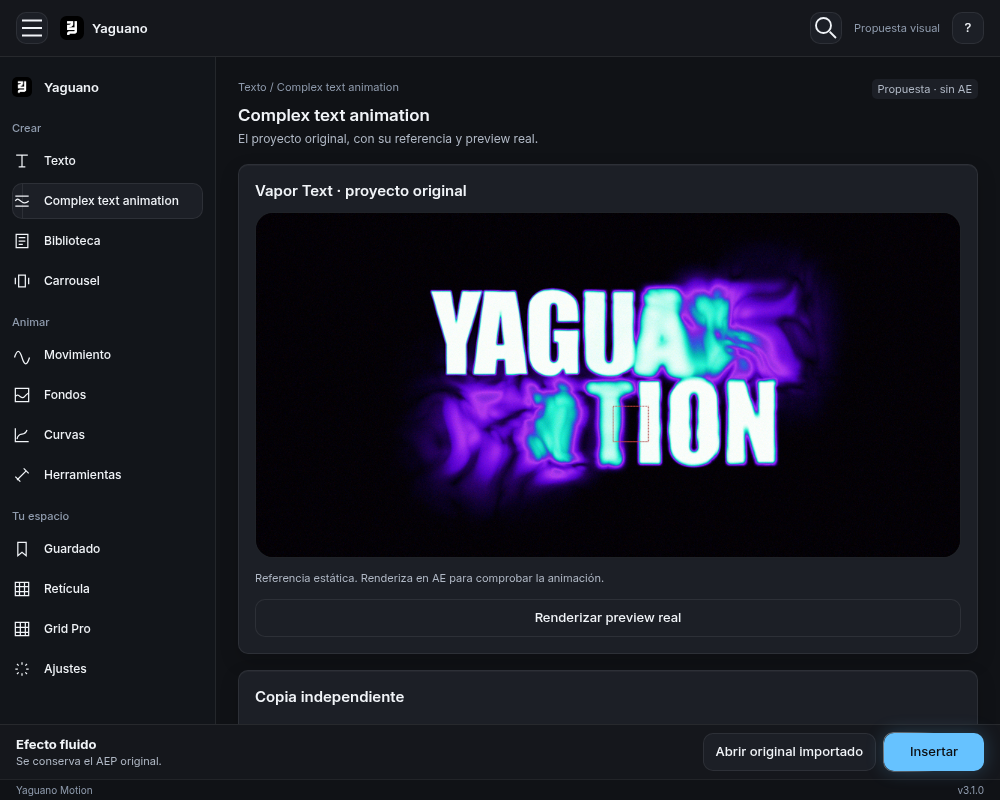 Yaguano
Propuesta visual
?
Yaguano
Crear
Texto
Complex text animation
Biblioteca
Carrousel
Animar
Movimiento
Fondos
Curvas
Herramientas
Tu espacio
Guardado
Retícula
Grid Pro
Ajustes
Texto / Complex text animation
Propuesta · sin AE
Complex text animation
El proyecto original, con su referencia y preview real.
Vapor Text · proyecto original
YAGUA
TION
Referencia estática. Renderiza en AE para comprobar la animación.
Renderizar preview real
Copia independiente
Efecto fluido
Se conserva el AEP original.
Abrir original importado
Insertar
Yaguano Motion
v3.1.0